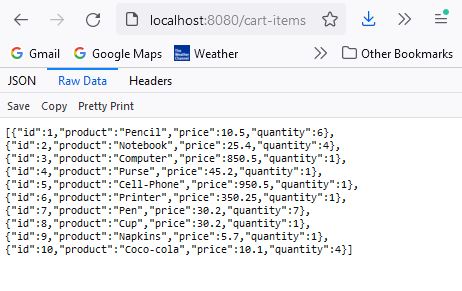 localhost:8080/cart-items
Gmail Google Maps The Weather Channel Weather Other Bookmarks
JSON Raw Data Headers
Save Copy Pretty Print
[{"id":1,"product":"Pencil","price":10.5,"quantity":6},
{"id":2,"product":"Notebook","price":25.4,"quantity":4},
{"id":3,"product":"Computer","price":850.5,"quantity":1},
{"id":4,"product":"Purse","price":45.2,"quantity":1},
{"id":5,"product":"Cell-Phone","price":950.5,"quantity":1},
{"id":6,"product":"Printer","price":350.25,"quantity":1},
{"id":7,"product":"Pen","price":30.2,"quantity":7},
{"id":8,"product":"Cup","price":30.2,"quantity":1},
{"id":9,"product":"Napkins","price":5.7,"quantity":1},
{"id":10,"product":"Coco-cola","price":10.1,"quantity":4}]